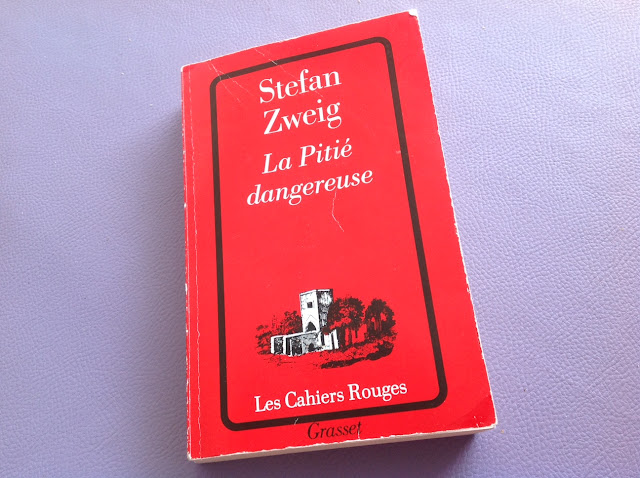 Stefan
Zweig
La Pitié
dangereuse
Les Cahiers Rouges
Grasset